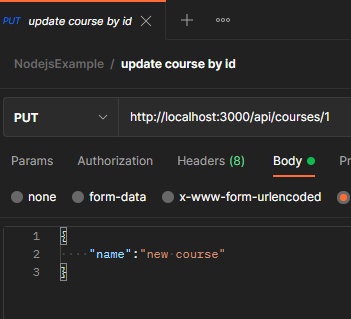 PUT update course by id
NodejsExample / update course by id
PUT http://localhost:3000/api/courses/1
Params Authorization Headers (8) Body
none form-data x-www-form-urlencoded
1 {
2 "name":"new course"
3 }